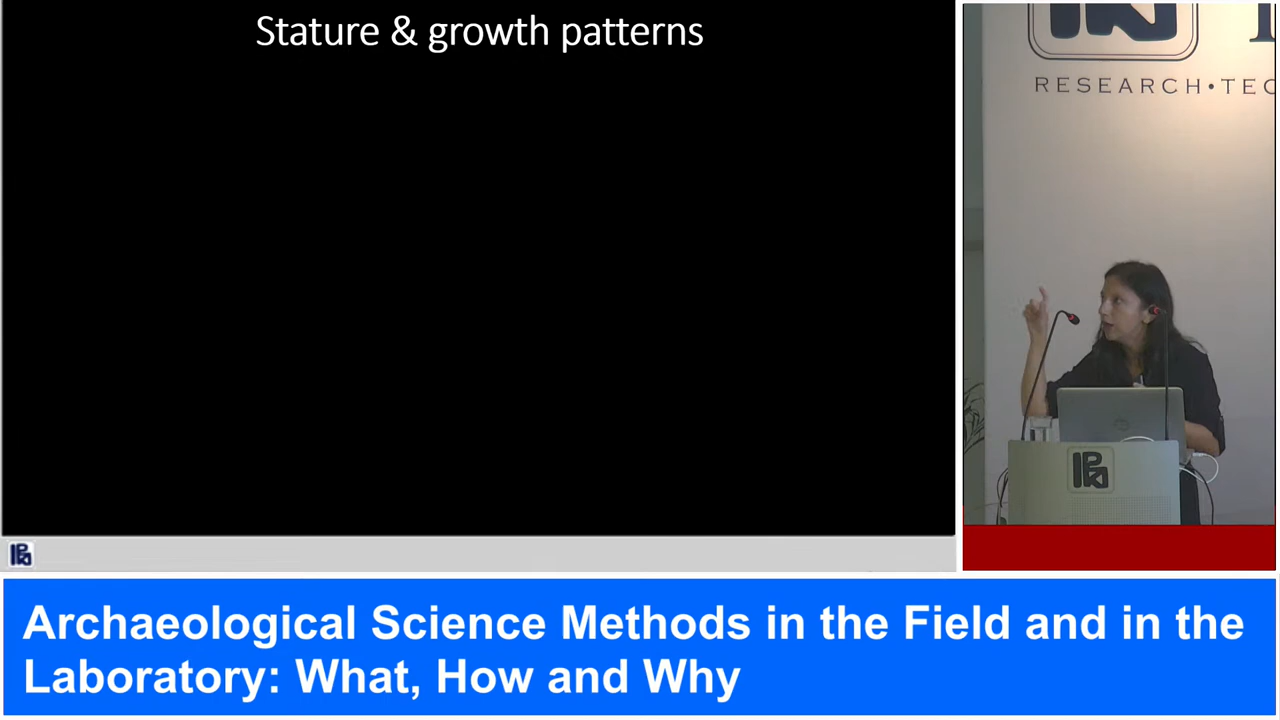 Stature & growth patterns
RESEARCH•TEC
Archaeological Science Methods in the Field and in the
Laboratory: What, How and Why